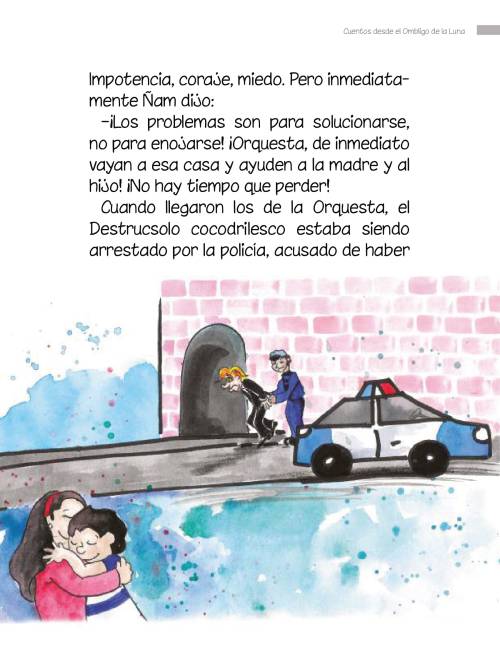 Cuentos desde el Ombligo de la Luna
Impotencia, coraje, miedo. Pero inmediata-
mente Ñam dijo:
–¡Los problemas son para solucionarse,
no para enojarse! ¡Orquesta, de inmediato
vayan a esa casa y ayuden a la madre y al
hijo! ¡No hay tiempo que perder!
Cuando llegaron los de la Orquesta, el
Destrucsolo cocodrilesco estaba siendo
arrestado por la policía, acusado de haber